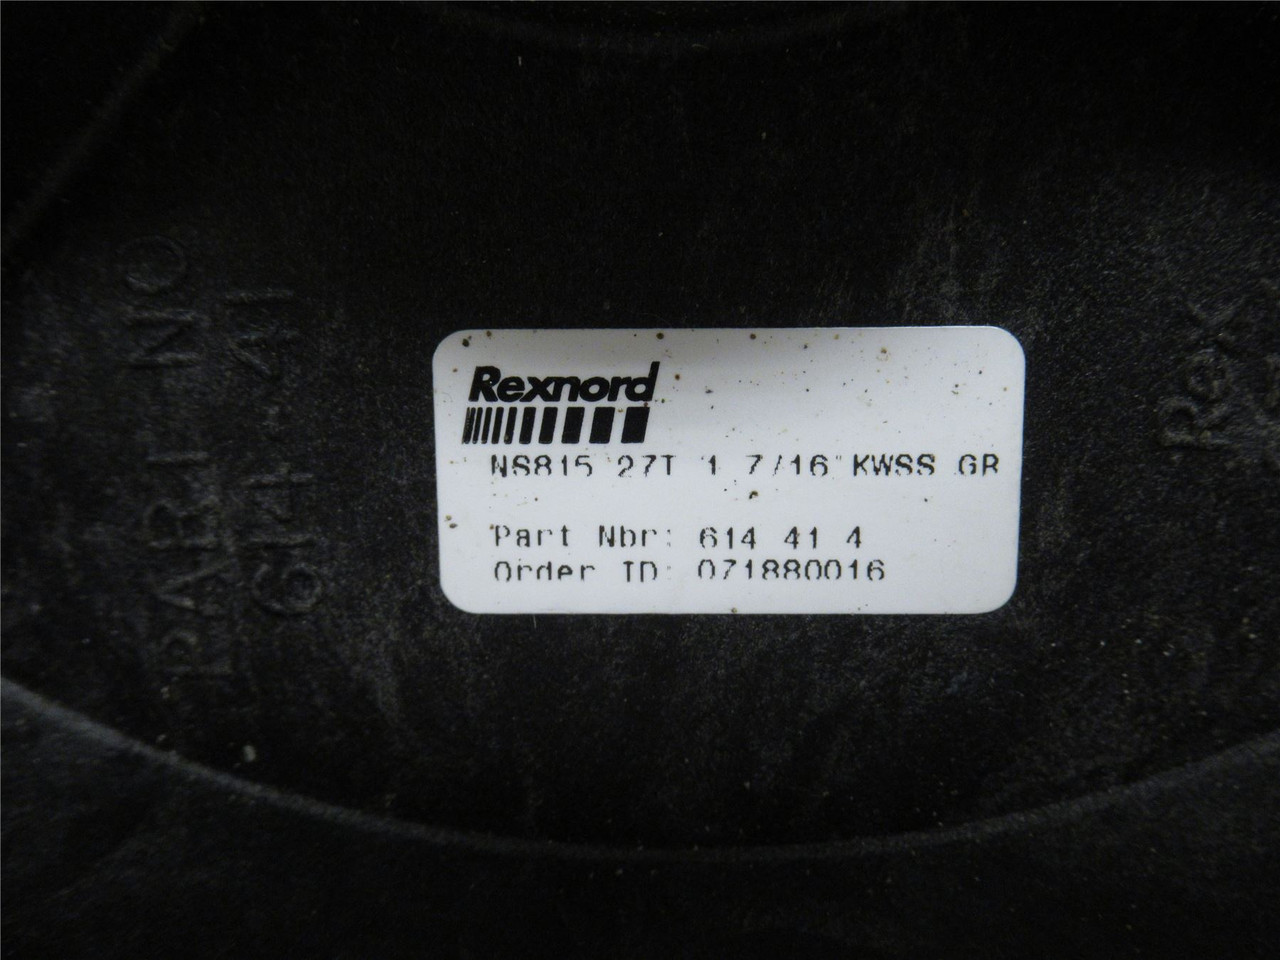 Rexnord
NS815 27T 1 7/16" KWSS GR
Part Nbr: 614 41 4
Order ID: 071880016
PART NO
614-41
Rex